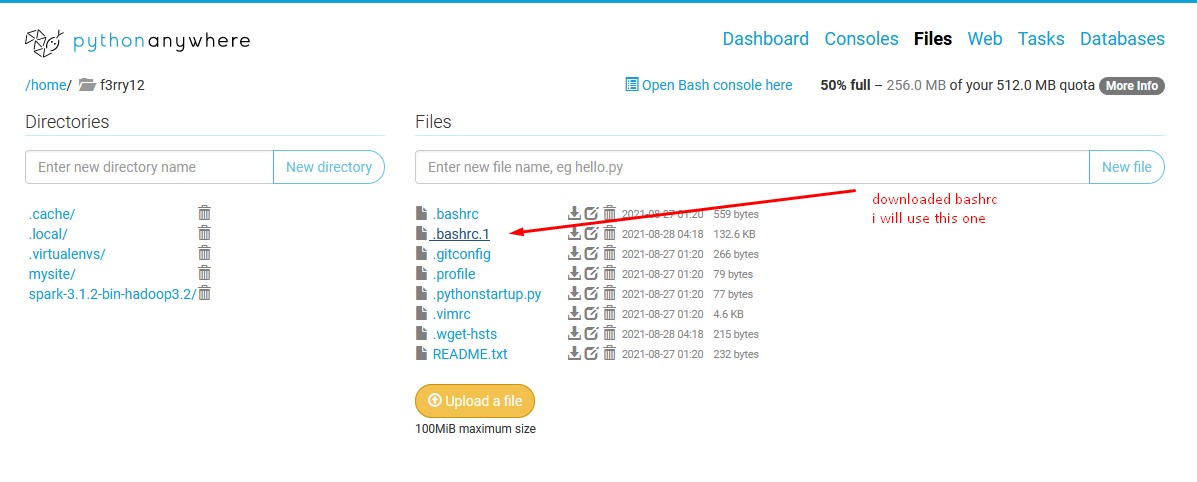 pythonanywhere
Dashboard Consoles Files Web Tasks Databases
/home/ f3rry12
Open Bash console here
50% full – 256.0 MB of your 512.0 MB quota More Info
Directories
Files
Enter new directory name New directory
Enter new file name, eg hello.py New file
.cache/
.local/
.virtualenvs/
mysite/
spark-3.1.2-bin-hadoop3.2/
.bashrc 2021-08-27 01:20 559 bytes
.bashrc.1 2021-08-28 04:18 132.6 KB
.gitconfig 2021-08-27 01:20 266 bytes
.profile 2021-08-27 01:20 79 bytes
.pythonstartup.py 2021-08-27 01:20 77 bytes
.vimrc 2021-08-27 01:20 4.6 KB
.wget-hsts 2021-08-28 04:18 215 bytes
README.txt 2021-08-27 01:20 232 bytes
downloaded bashrc
i will use this one
Upload a file
100MiB maximum size